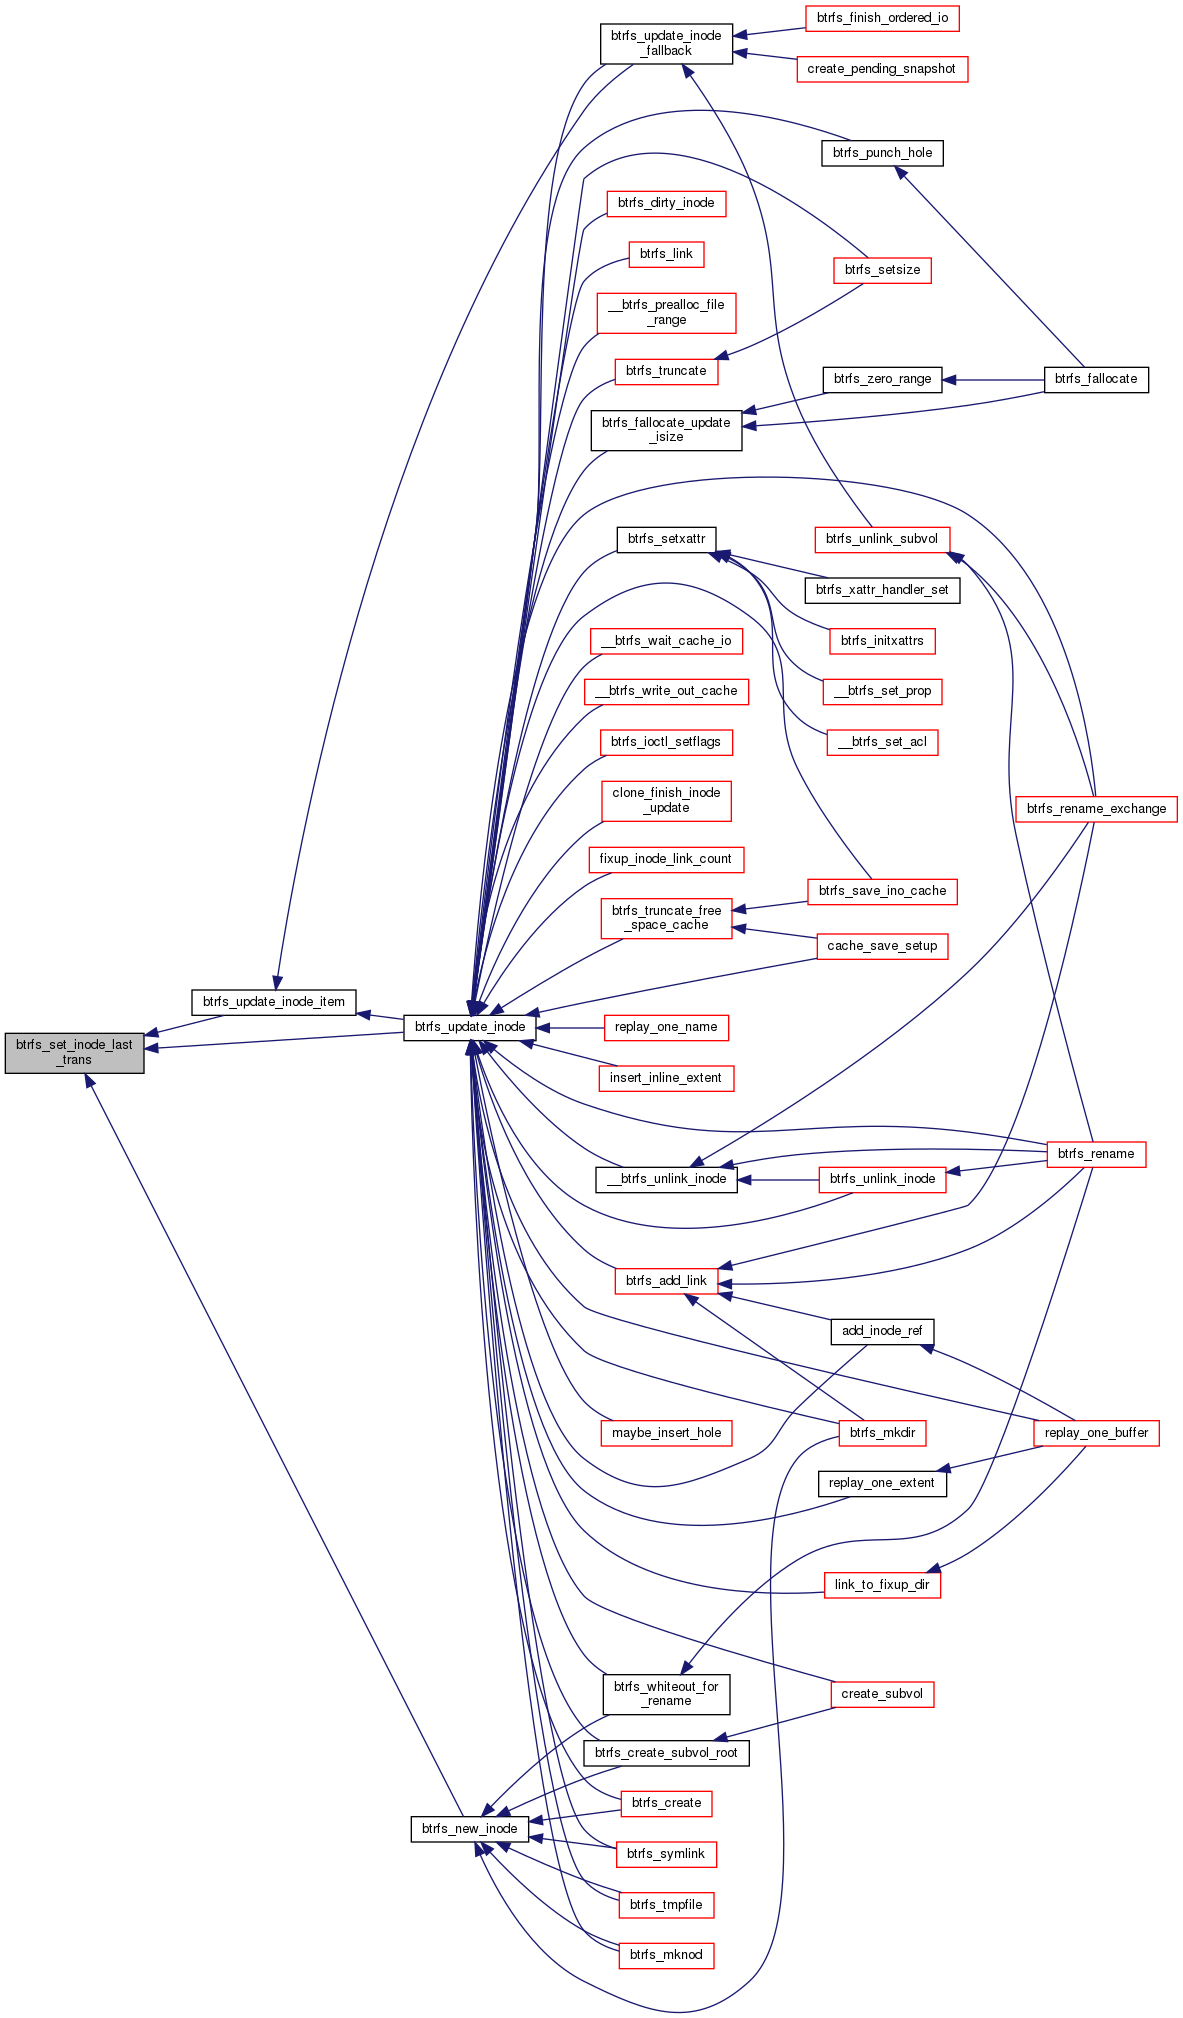 btrfs_finish_ordered_io
btrfs_update_inode
_fallback
create_pending_snapshot
btrfs_punch_hole
btrfs_dirty_inode
btrfs_link
btrfs_setsize
__btrfs_prealloc_file
_range
btrfs_truncate
btrfs_zero_range
btrfs_fallocate
btrfs_fallocate_update
_isize
btrfs_setxattr
btrfs_unlink_subvol
btrfs_xattr_handler_set
__btrfs_wait_cache_io
btrfs_initxattrs
__btrfs_write_out_cache
__btrfs_set_prop
btrfs_ioctl_setflags
__btrfs_set_acl
clone_finish_inode
_update
btrfs_rename_exchange
fixup_inode_link_count
btrfs_save_ino_cache
btrfs_truncate_free
_space_cache
cache_save_setup
btrfs_update_inode_item
btrfs_update_inode
replay_one_name
btrfs_set_inode_last
_trans
insert_inline_extent
btrfs_rename
__btrfs_unlink_inode
btrfs_unlink_inode
btrfs_add_link
add_inode_ref
maybe_insert_hole
btrfs_mkdir
replay_one_buffer
replay_one_extent
link_to_fixup_dir
btrfs_whiteout_for
_rename
create_subvol
btrfs_create_subvol_root
btrfs_create
btrfs_new_inode
btrfs_symlink
btrfs_tmpfile
btrfs_mknod